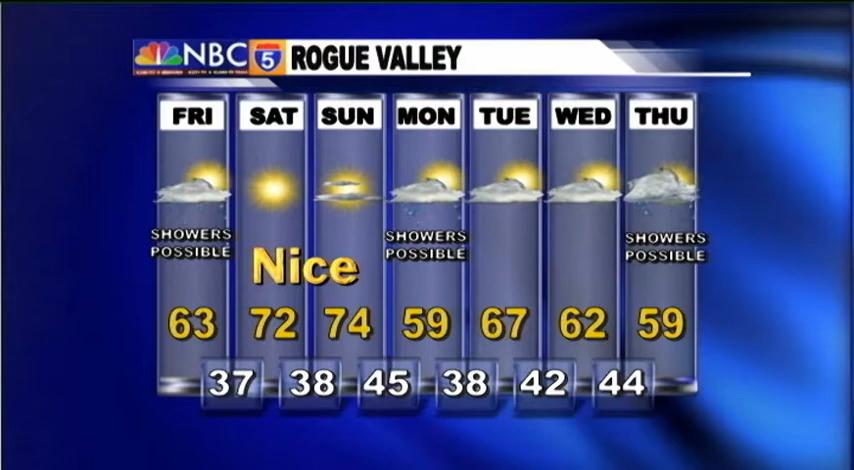 NBC 5 ROGUE VALLEY
FRI SAT SUN MON TUE WED THU
SHOWERS POSSIBLE
SHOWERS POSSIBLE
SHOWERS POSSIBLE
Nice
63 72 74 59 67 62 59
37 38 45 38 42 44